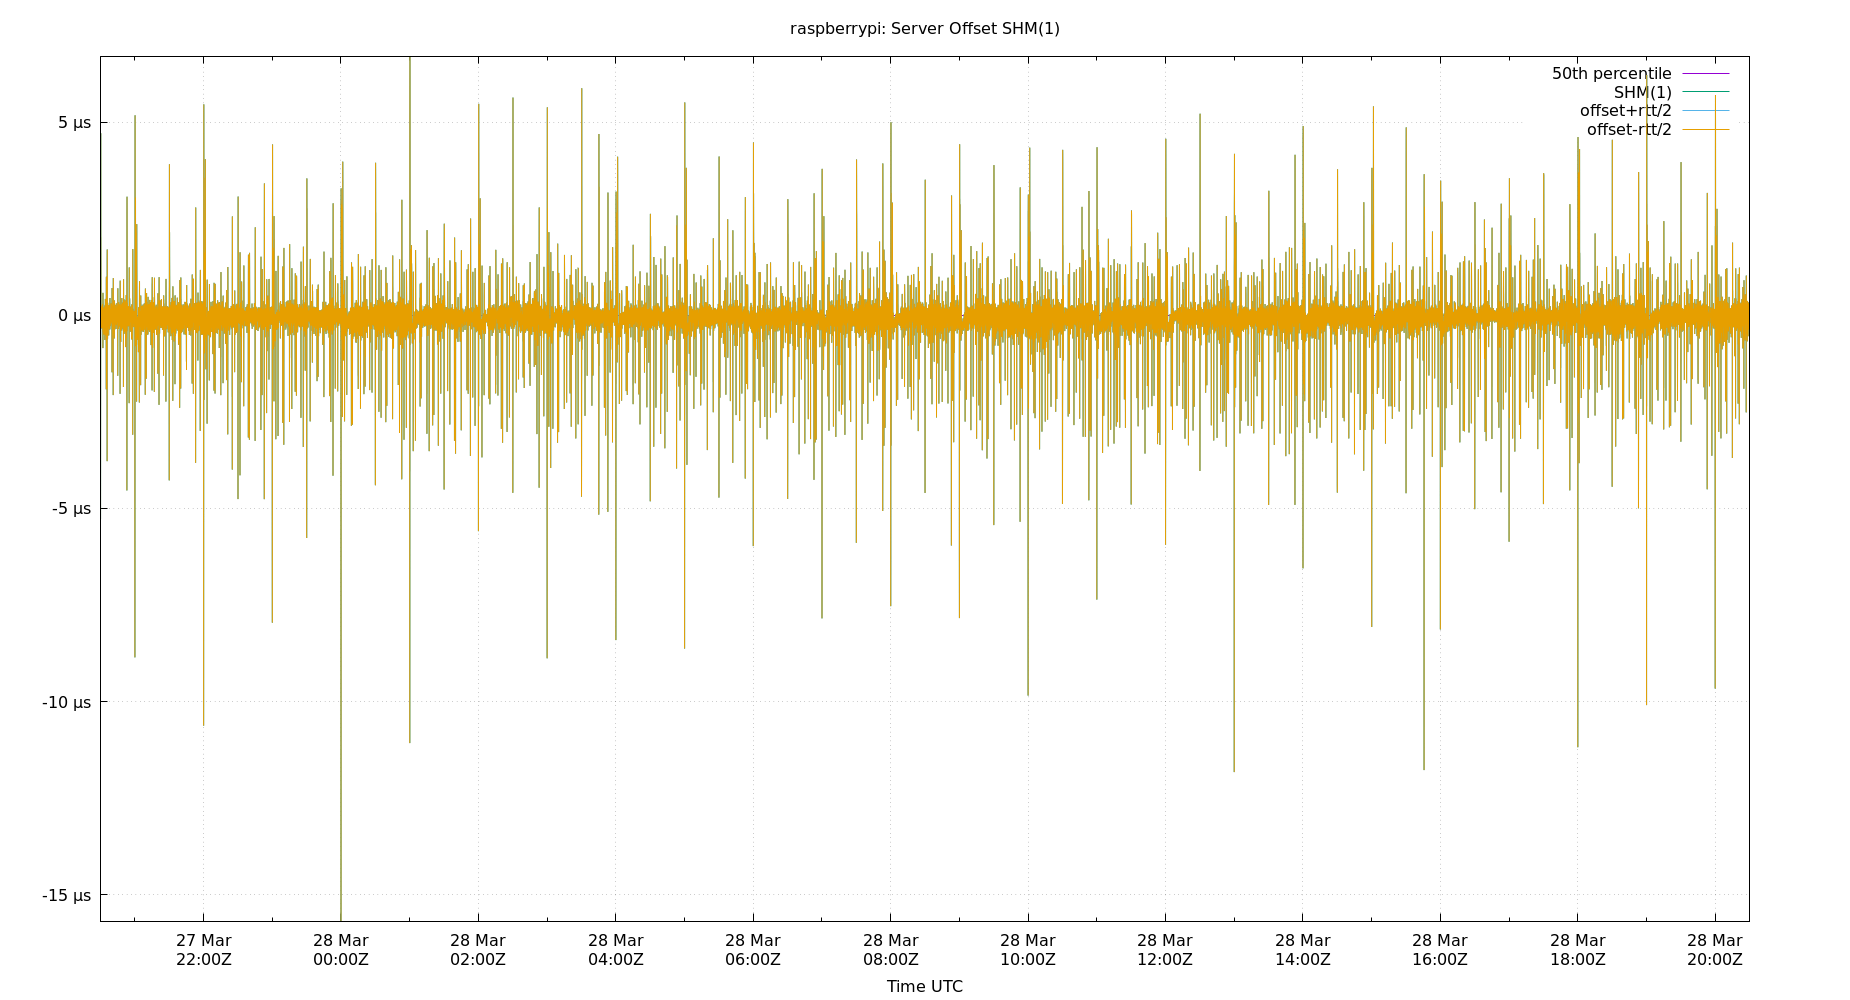 raspberrypi: Server Offset SHM(1)
50th percentile
SHM(1)
offset+rtt/2
offset-rtt/2
5 µs
0 µs
-5 µs
-10 µs
-15 µs
27 Mar 28 Mar 28 Mar 28 Mar 28 Mar 28 Mar 28 Mar 28 Mar 28 Mar 28 Mar 28 Mar 28 Mar
22:00Z 00:00Z 02:00Z 04:00Z 06:00Z 08:00Z 10:00Z 12:00Z 14:00Z 16:00Z 18:00Z 20:00Z
Time UTC